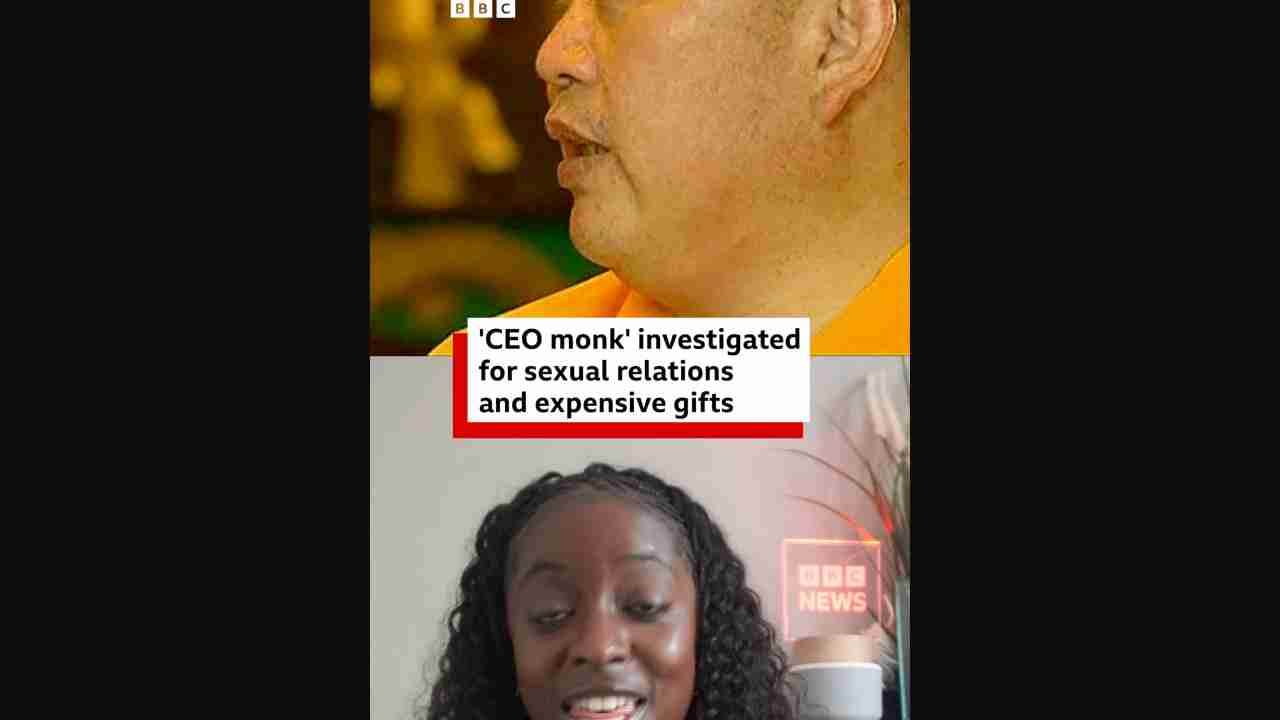 BBC
'CEO monk' investigated
for sexual relations
and expensive gifts
BBC
NEWS